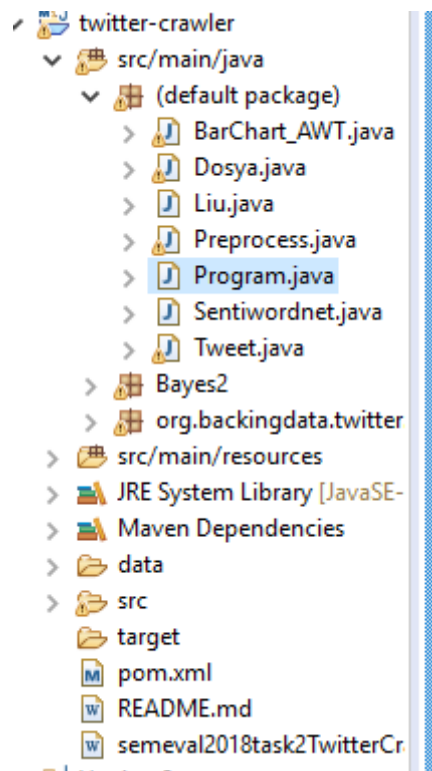 twitter-crawler
src/main/java
(default package)
BarChart_AWT.java
Dosya.java
Liu.java
Preprocess.java
Program.java
Sentiwordnet.java
Tweet.java
Bayes2
org.backingdata.twitter
src/main/resources
JRE System Library [JavaSE-
Maven Dependencies
data
src
target
pom.xml
README.md
semeval2018task2TwitterCr